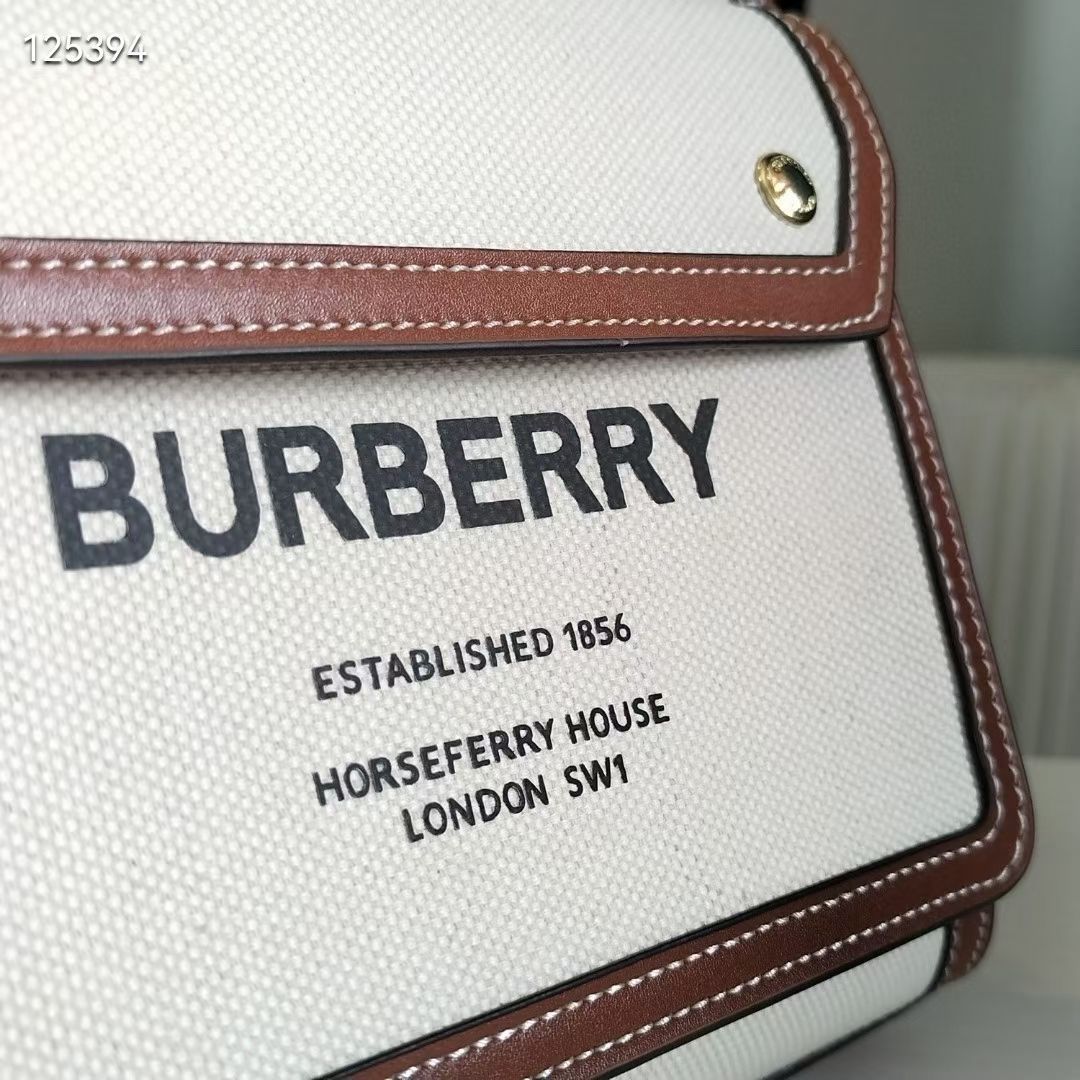 125394
BURBERRY
ESTABLISHED 1856
HORSEFERRY HOUSE
LONDON SW1